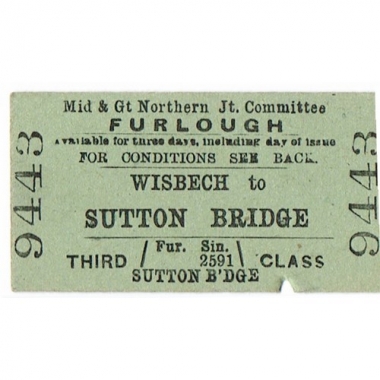 Mid & Gt Northern Jt. Committee
FURLOUGH
Available for three days, including day of issue
FOR CONDITIONS SEE BACK.
WISBECH to
SUTTON BRIDGE
Fur. Sin.
THIRD / 2591 \ CLASS
SUTTON B'DGE
9443
9443